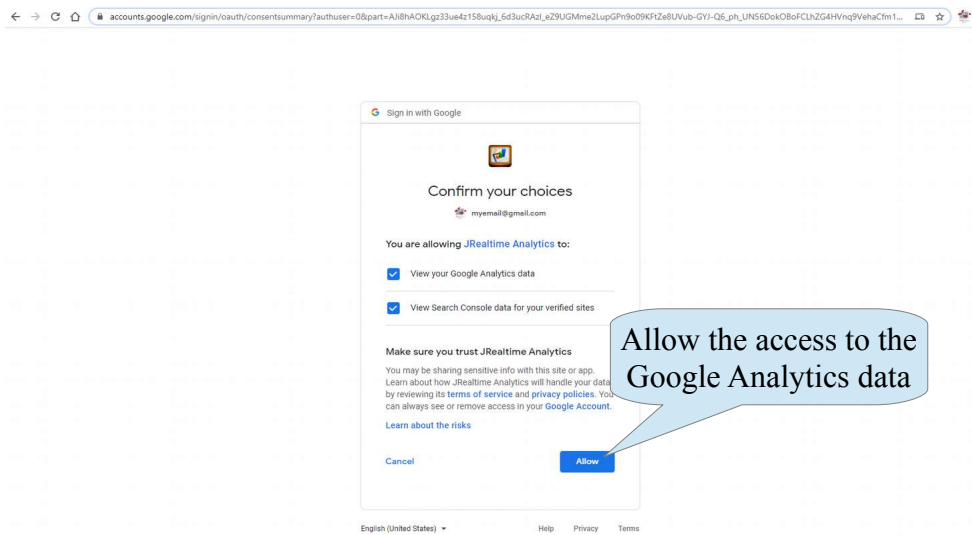 accounts.google.com/signin/oauth/consentsummary?authuser=0&part=AJi8hAOKLgz33ue4z158uqkj_6d3ucRAzl_eZ9UGMme2LupGPn9o09KFtZe8UVub-GYJ-Q6_ph_UN56DokOBoFCLhZG4HVnq9VehaCfm1...
Sign in with Google
Confirm your choices
myemail@gmail.com
You are allowing JRealtime Analytics to:
View your Google Analytics data
View Search Console data for your verified sites
Make sure you trust JRealtime Analytics
You may be sharing sensitive info with this site or app.
Learn about how JRealtime Analytics will handle your data
by reviewing its terms of service and privacy policies. You
can always see or remove access in your Google Account.
Learn about the risks
Allow the access to the
Google Analytics data
Cancel
Allow
English (United States)
Help Privacy Terms